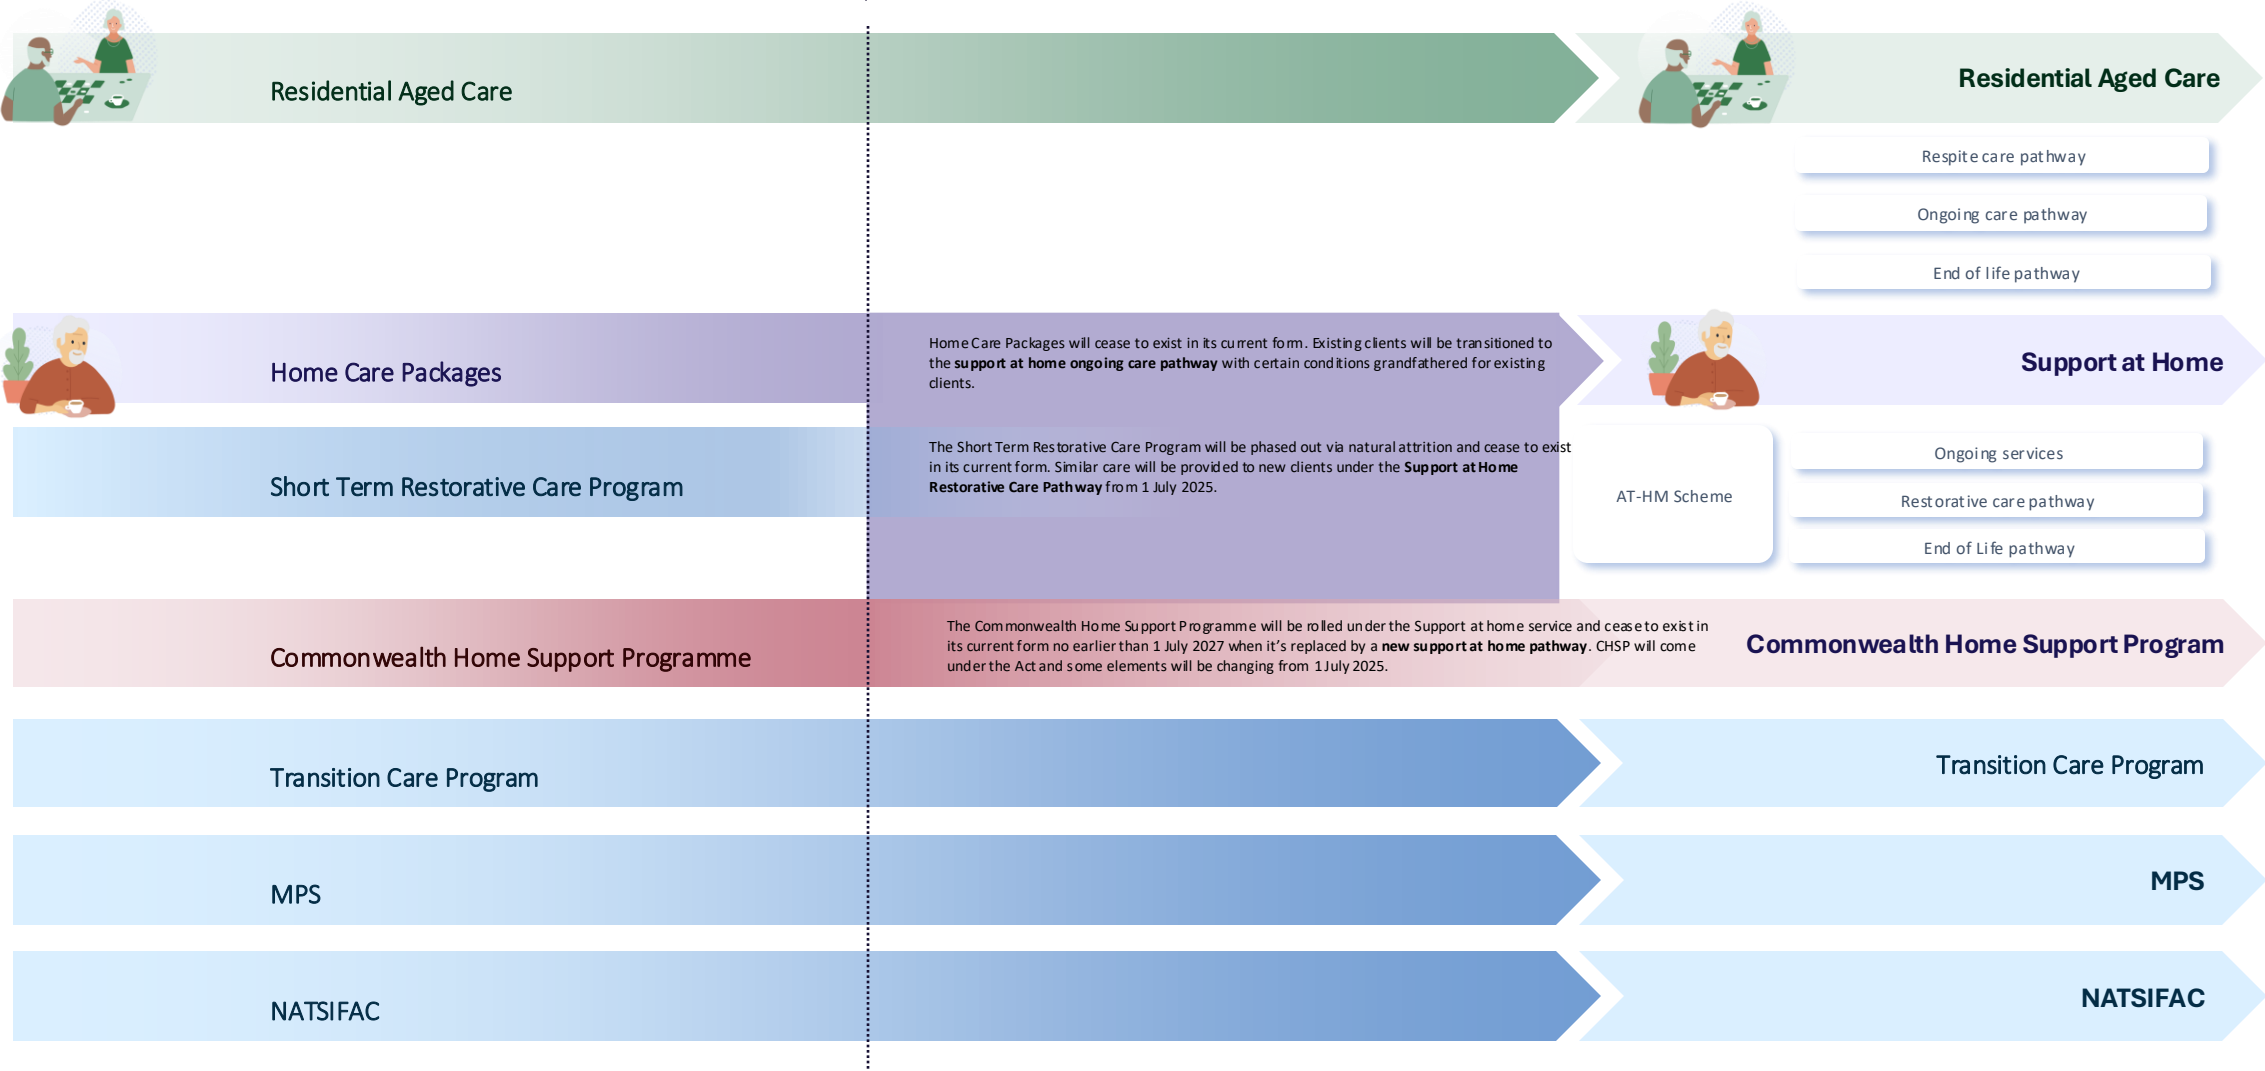 Residential Aged Care
Residential Aged Care
Respite care pathway
Ongoing care pathway
End of life pathway
Home Care Packages
Home Care Packages will cease to exist in its current form. Existing clients will be transitioned to
the support at home ongoing care pathway with certain conditions grandfathered for existing
clients.
Support at Home
Short Term Restorative Care Program
The Short Term Restorative Care Program will be phased out via natural attrition and cease to exist
in its current form. Similar care will be provided to new clients under the Support at Home
Restorative Care Pathway from 1 July 2025.
AT-HM Scheme
Ongoing services
Restorative care pathway
End of Life pathway
Commonwealth Home Support Programme
The Commonwealth Home Support Programme will be rolled under the Support at home service and cease to exist in
its current form no earlier than 1 July 2027 when it’s replaced by a new support at home pathway. CHSP will come
under the Act and some elements will be changing from 1 July 2025.
Commonwealth Home Support Program
Transition Care Program
Transition Care Program
MPS
MPS
NATSIFAC
NATSIFAC